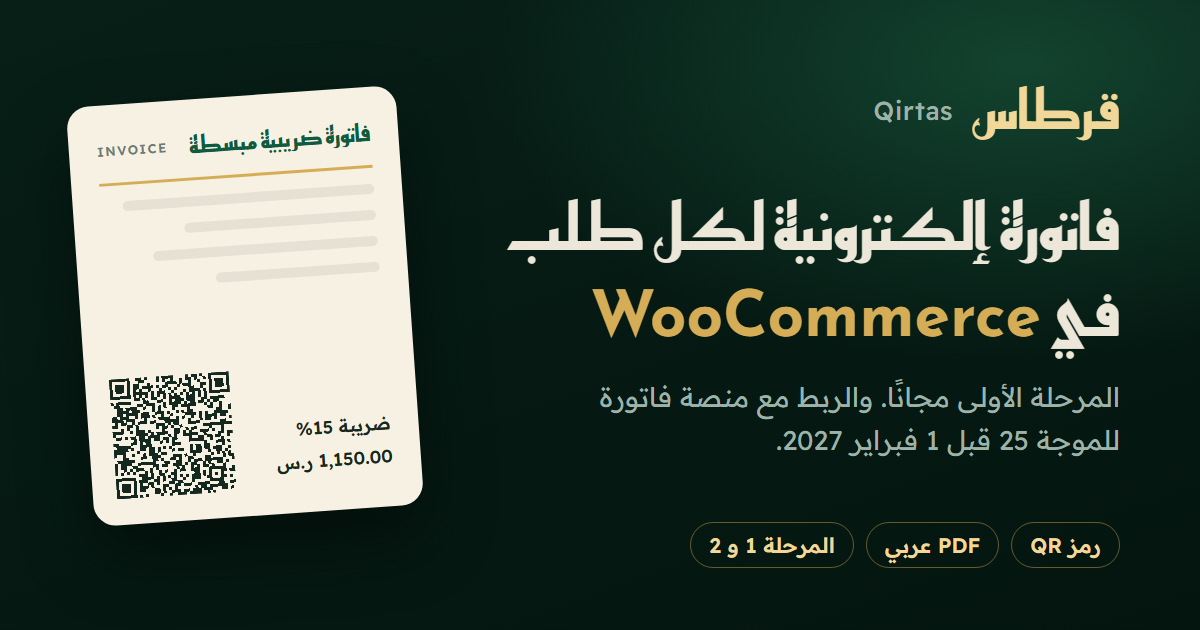 قرطاس Qirtas
فاتورة إلكترونية لكل طلب
في WooCommerce
المرحلة الأولى مجانًا. والربط مع منصة فاتورة
للموجة 25 قبل 1 فبراير 2027.
رمز QR
PDF عربي
المرحلة 1 و 2
فاتورة ضريبية مبسطة INVOICE
ضريبة 15%
1,150.00 ر.س